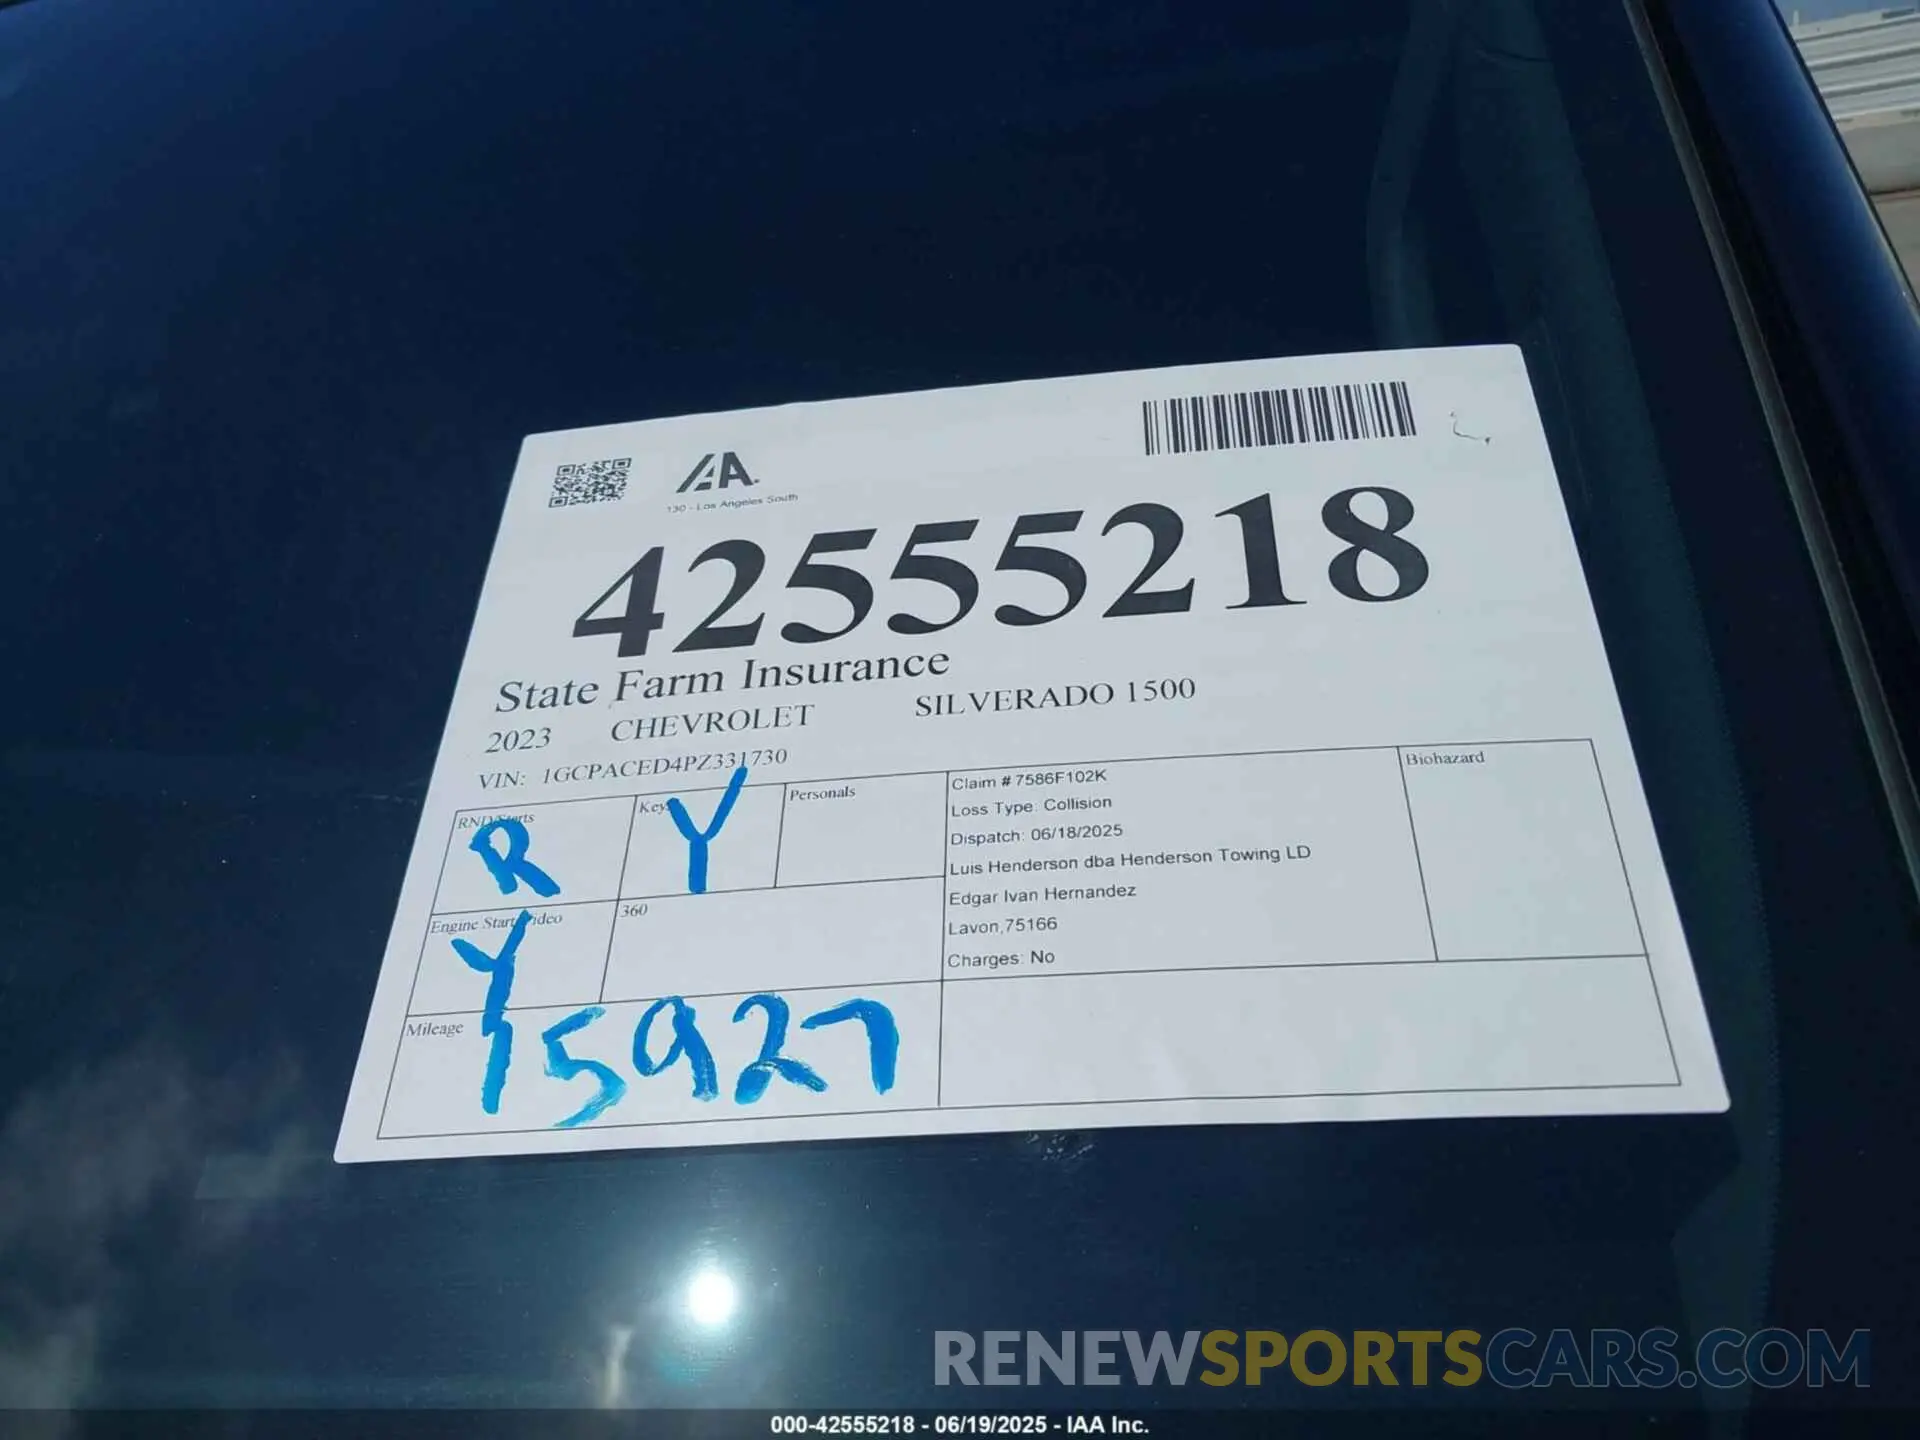 IAA.
130 - Los Angeles South
42555218
State Farm Insurance
2023 CHEVROLET SILVERADO 1500
VIN: 1GCPACED4PZ331730
RND/Starts
R
Keys
Y
Personals
Claim # 7586F102K
Loss Type: Collision
Dispatch: 06/18/2025
Luis Henderson dba Henderson Towing LD
Edgar Ivan Hernandez
Lavon,75166
Charges: No
Biohazard
Engine Start Video
Y
360
Mileage
15927
RENEWSPORTSCARS.COM
000-42555218 - 06/19/2025 - IAA Inc.